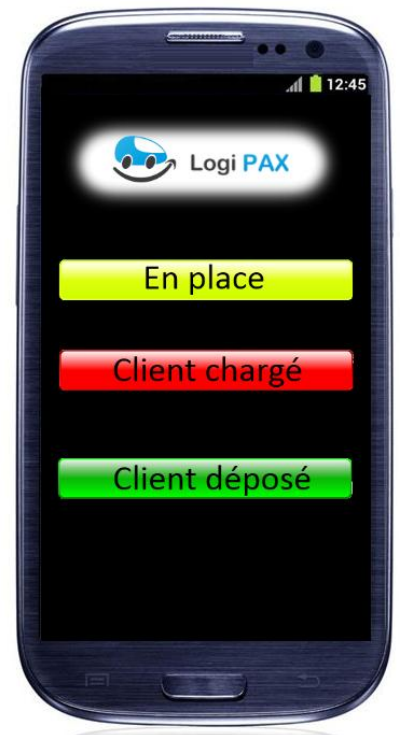 12:45
Logi PAX
En place
Client chargé
Client déposé